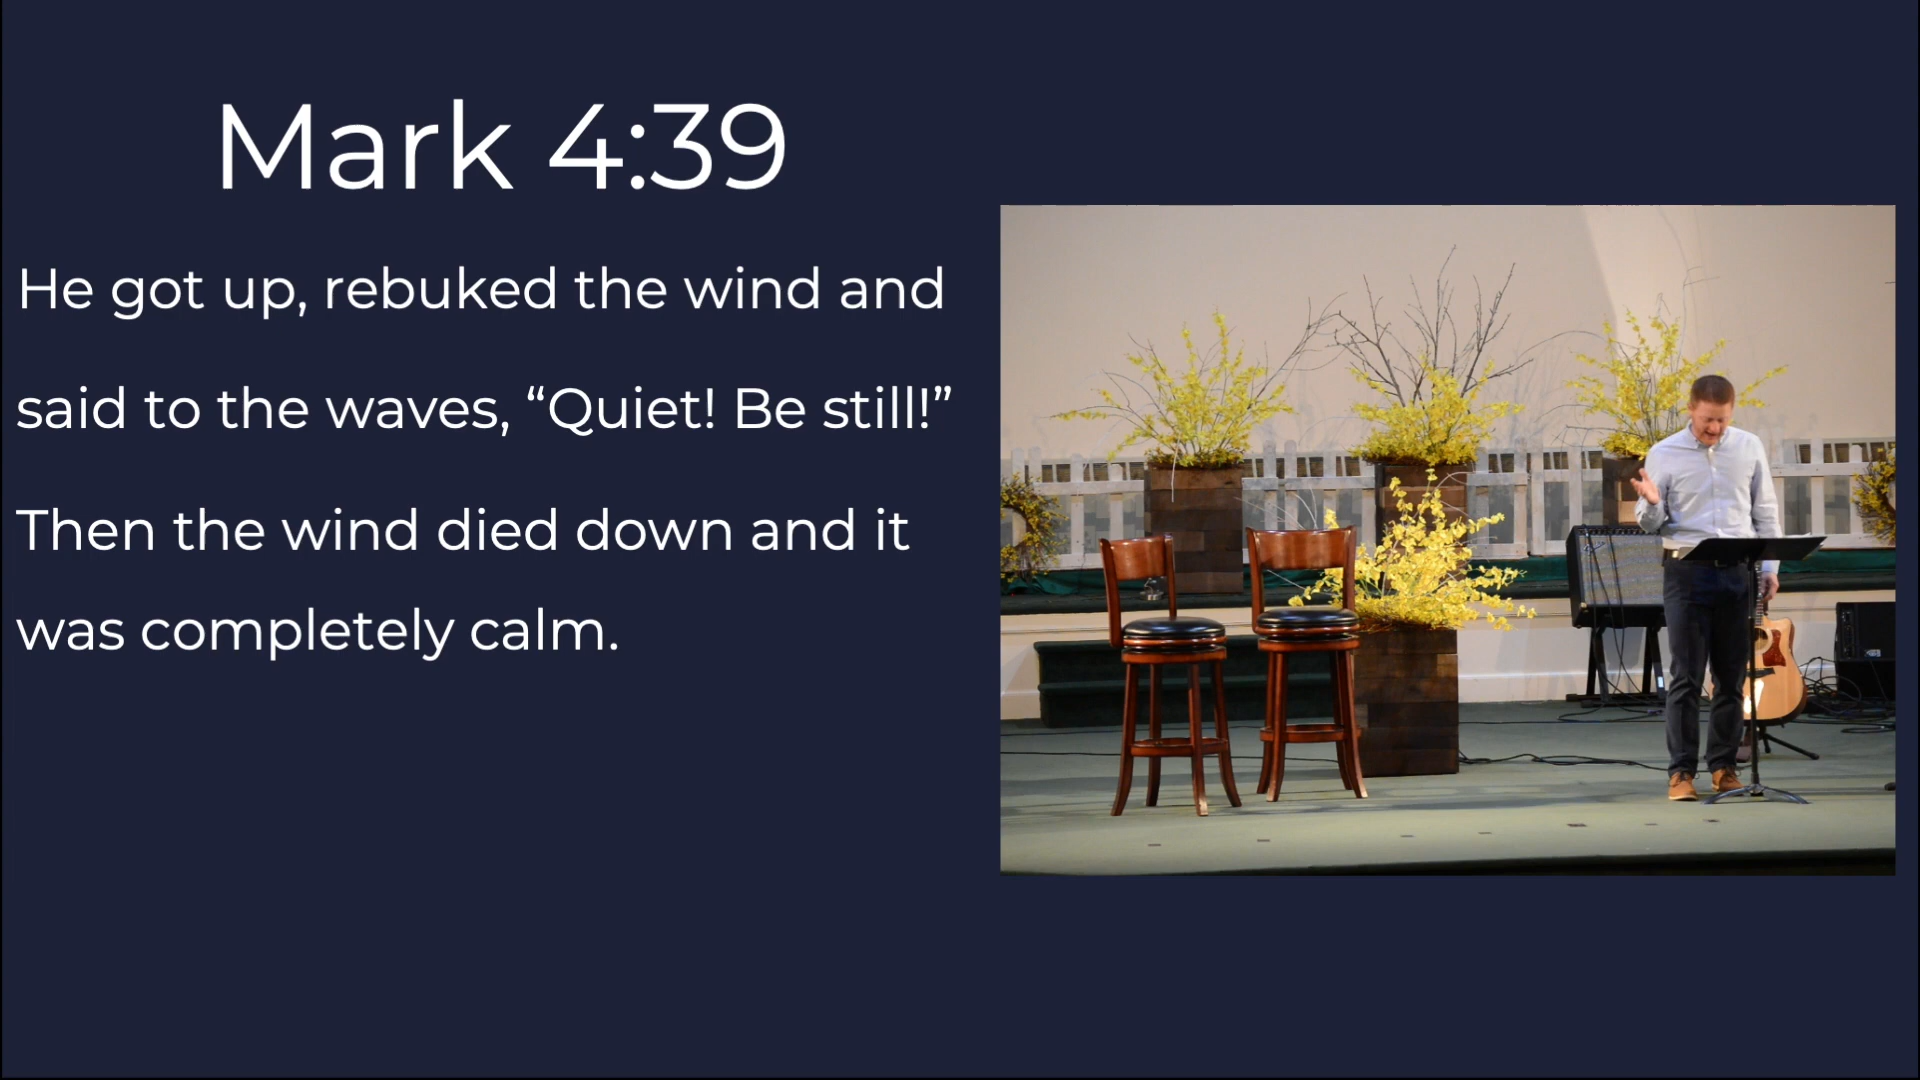 Mark 4:39
He got up, rebuked the wind and
said to the waves, “Quiet! Be still!”
Then the wind died down and it
was completely calm.